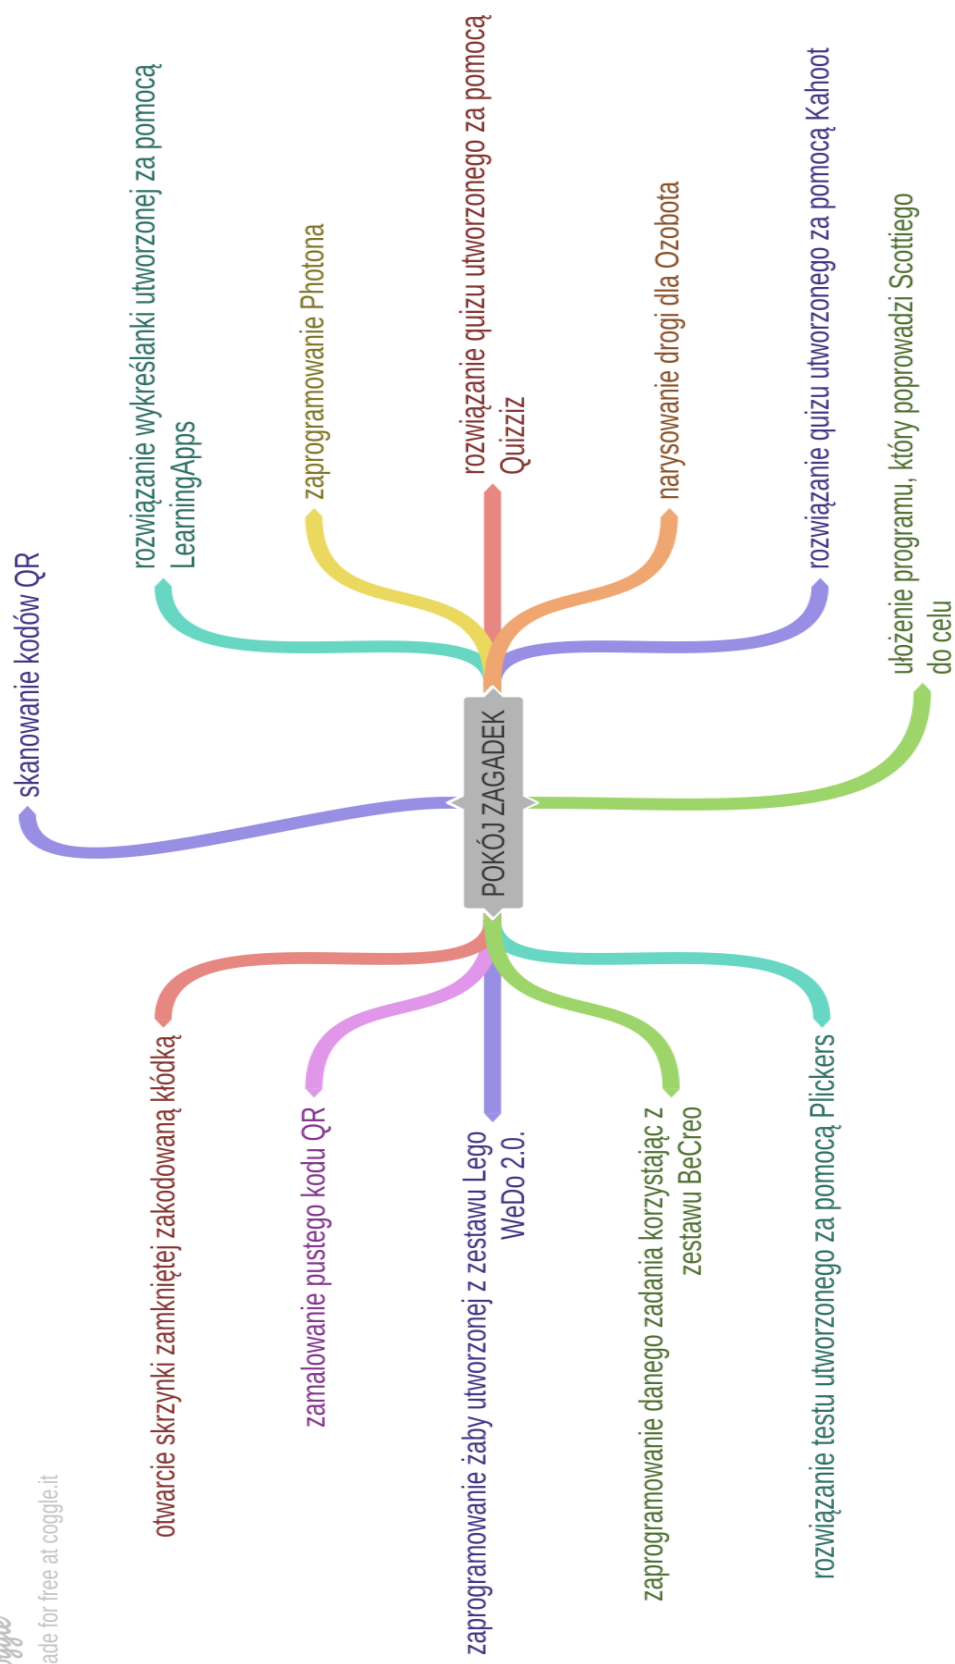 skanowanie kodów QR
rozwiązanie wykreślanki utworzonej za pomocą
LearningApps
zaprogramowanie Photona
rozwiązanie quizu utworzonego za pomocą
Quizziz
narysowanie drogi dla Ozobota
rozwiązanie quizu utworzonego za pomocą Kahoot
ułożenie programu, który poprowadzi Scottiego
do celu
POKÓJ ZAGADEK
otwarcie skrzynki zamkniętej zakodowaną kłódką
zamalowanie pustego kodu QR
zaprogramowanie żaby utworzonej z zestawu Lego
WeDo 2.0.
zaprogramowanie danego zadania korzystając z
zestawu BeCreo
rozwiązanie testu utworzonego za pomocą Plickers
ade for free at coggle.it